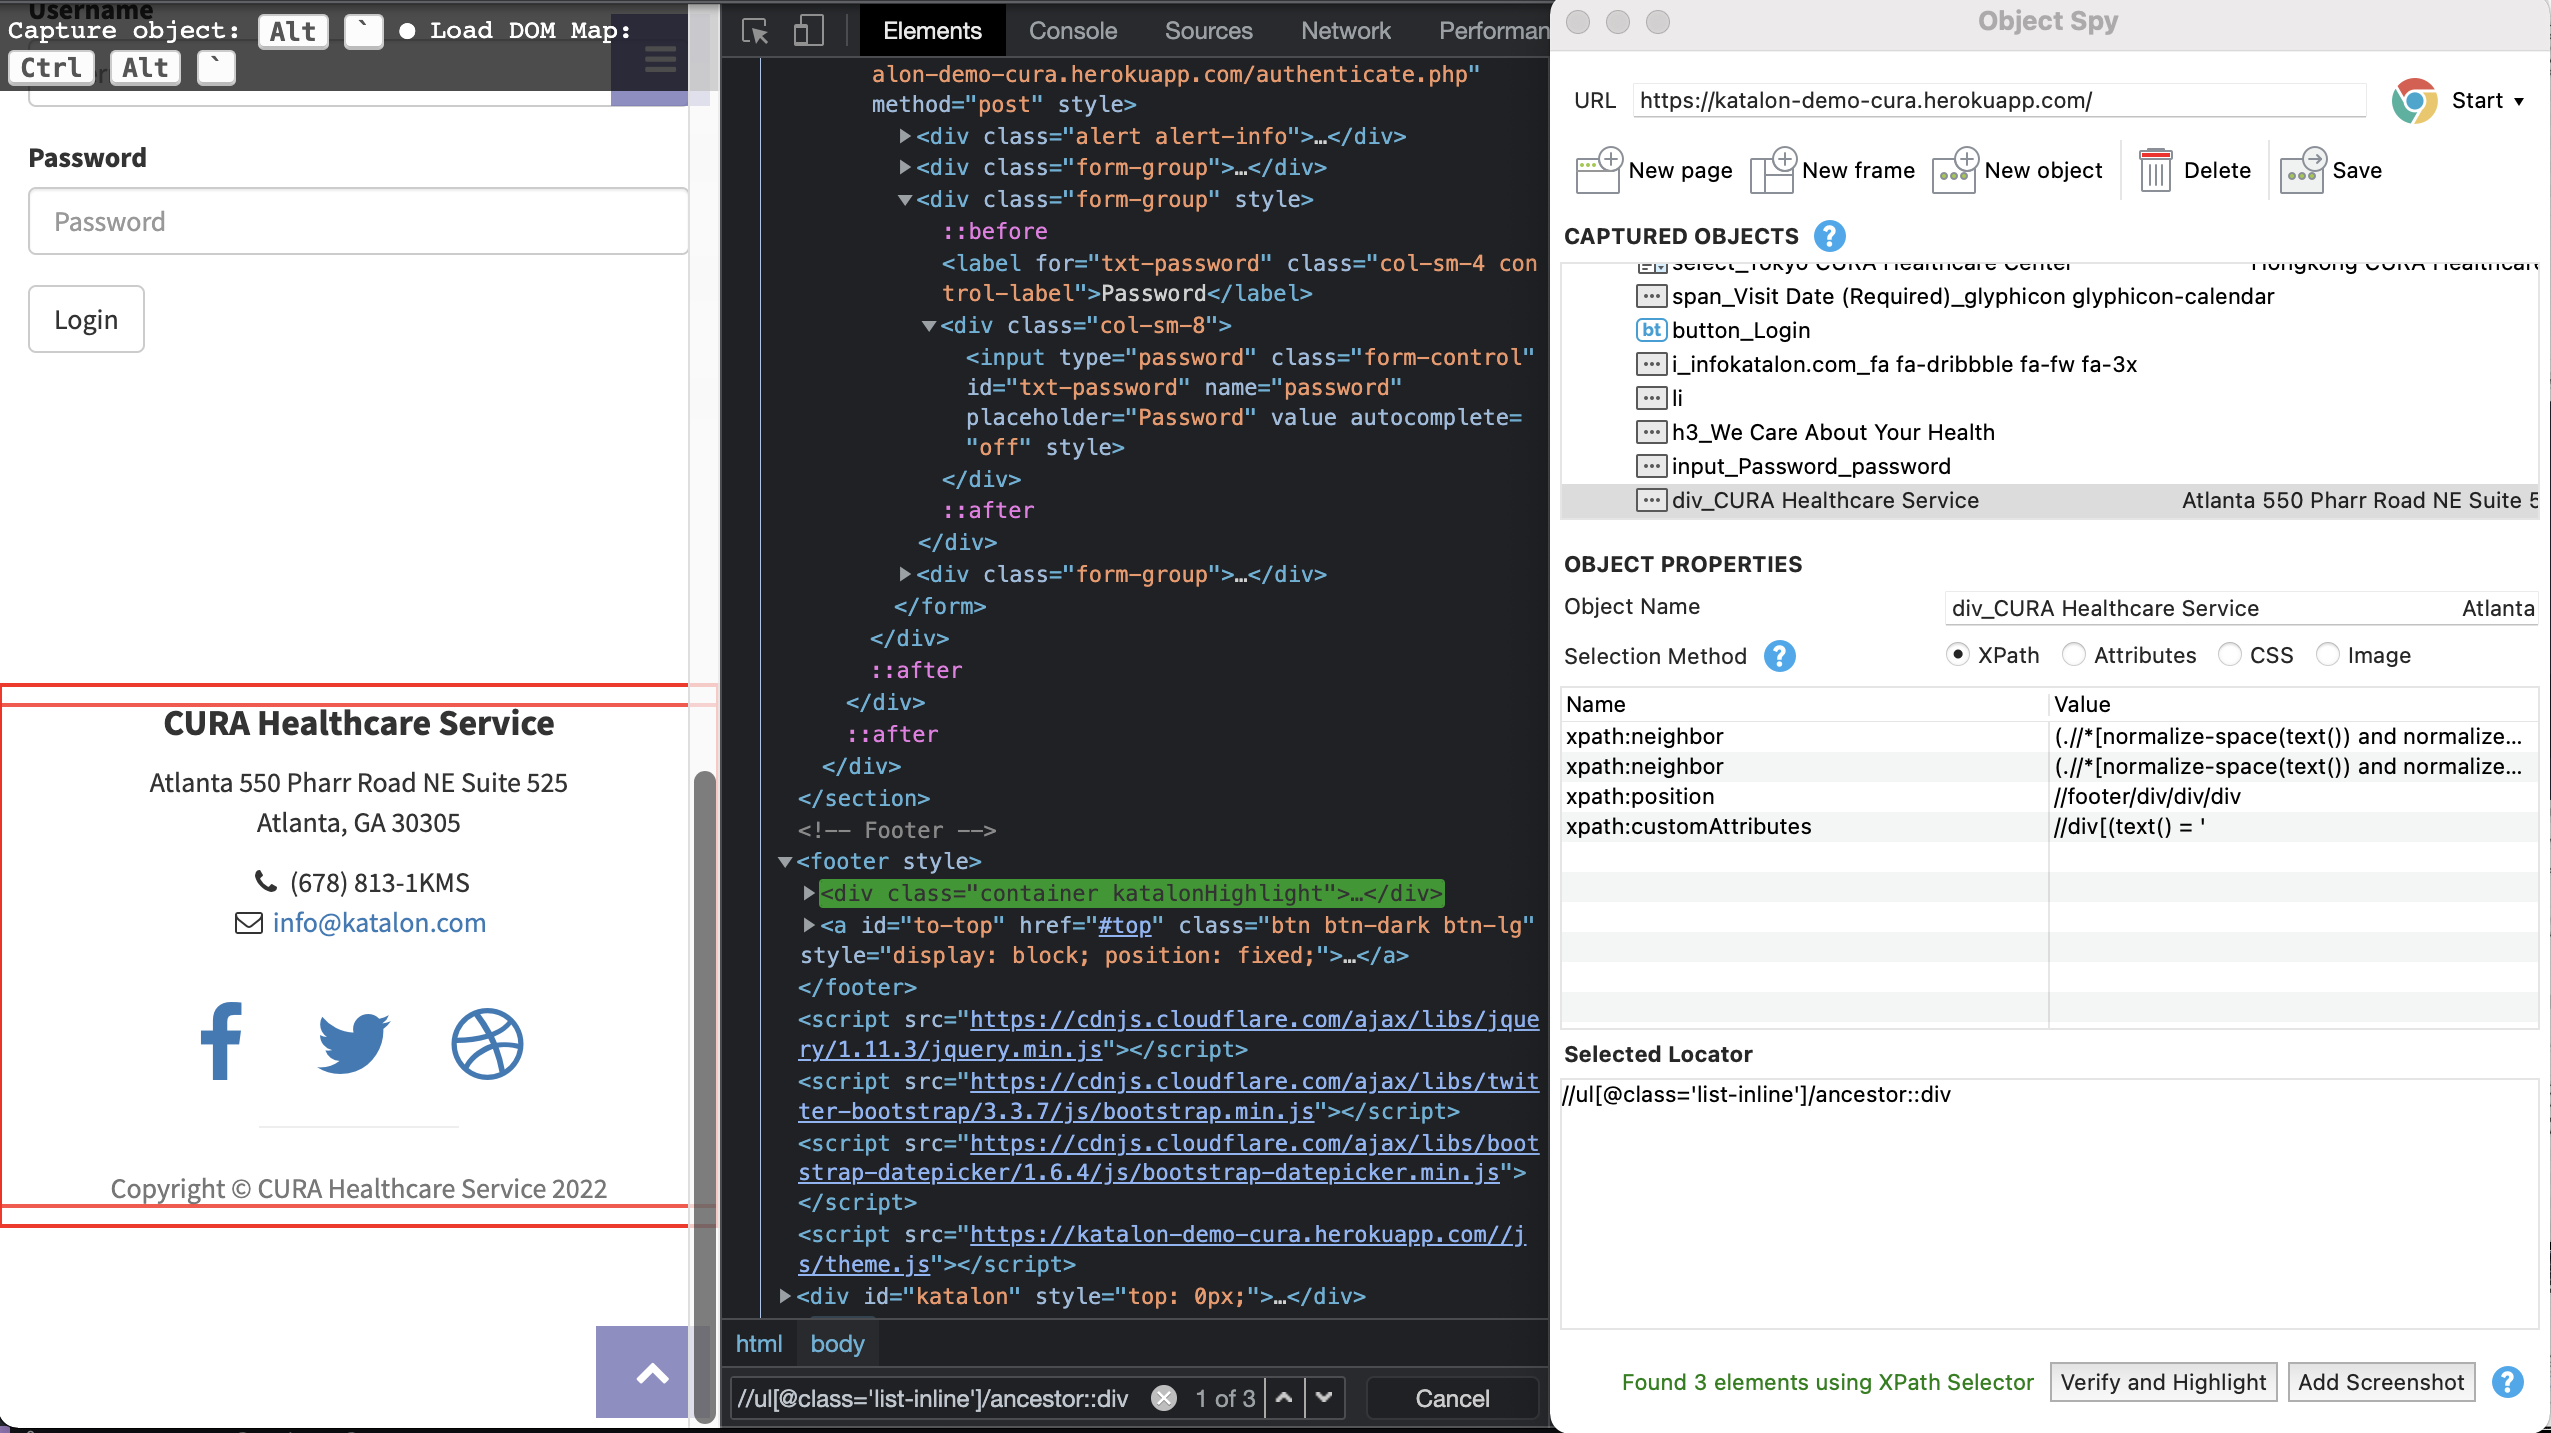 Username
Capture object: Alt ` ● Load DOM Map:
Ctrl Alt `
Password
Password
Login
CURA Healthcare Service
Atlanta 550 Pharr Road NE Suite 525
Atlanta, GA 30305
(678) 813-1KMS
info@katalon.com
Copyright © CURA Healthcare Service 2022
Elements Console Sources Network Performan
alon-demo-cura.herokuapp.com/authenticate.php"
method="post" style>
<div class="alert alert-info">…</div>
<div class="form-group">…</div>
<div class="form-group" style>
::before
<label for="txt-password" class="col-sm-4 con
trol-label">Password</label>
<div class="col-sm-8">
<input type="password" class="form-control"
id="txt-password" name="password"
placeholder="Password" value autocomplete=
"off" style>
</div>
::after
</div>
<div class="form-group">…</div>
</form>
</div>
::after
</div>
::after
</div>
</section>
<!-- Footer -->
<footer style>
<div class="container katalonHighlight">…</div>
<a id="to-top" href="#top" class="btn btn-dark btn-lg"
style="display: block; position: fixed;">…</a>
</footer>
<script src="https://cdnjs.cloudflare.com/ajax/libs/jque
ry/1.11.3/jquery.min.js"></script>
<script src="https://cdnjs.cloudflare.com/ajax/libs/twit
ter-bootstrap/3.3.7/js/bootstrap.min.js"></script>
<script src="https://cdnjs.cloudflare.com/ajax/libs/boot
strap-datepicker/1.6.4/js/bootstrap-datepicker.min.js">
</script>
<script src="https://katalon-demo-cura.herokuapp.com//j
s/theme.js"></script>
<div id="katalon" style="top: 0px;">…</div>
html body
//ul[@class='list-inline']/ancestor::div 1 of 3 Cancel
Object Spy
URL https://katalon-demo-cura.herokuapp.com/ Start
New page New frame New object Delete Save
CAPTURED OBJECTS ?
select_Tokyo CURA Healthcare Center Hongkong CURA Healthcare
span_Visit Date (Required)_glyphicon glyphicon-calendar
bt button_Login
i_infokatalon.com_fa fa-dribbble fa-fw fa-3x
li
h3_We Care About Your Health
input_Password_password
div_CURA Healthcare Service Atlanta 550 Pharr Road NE Suite 5
OBJECT PROPERTIES
Object Name div_CURA Healthcare Service Atlanta
Selection Method ? XPath Attributes CSS Image
Name Value
xpath:neighbor (.//*[normalize-space(text()) and normalize...
xpath:neighbor (.//*[normalize-space(text()) and normalize...
xpath:position //footer/div/div/div
xpath:customAttributes //div[(text() = '
Selected Locator
//ul[@class='list-inline']/ancestor::div
Found 3 elements using XPath Selector Verify and Highlight Add Screenshot ?